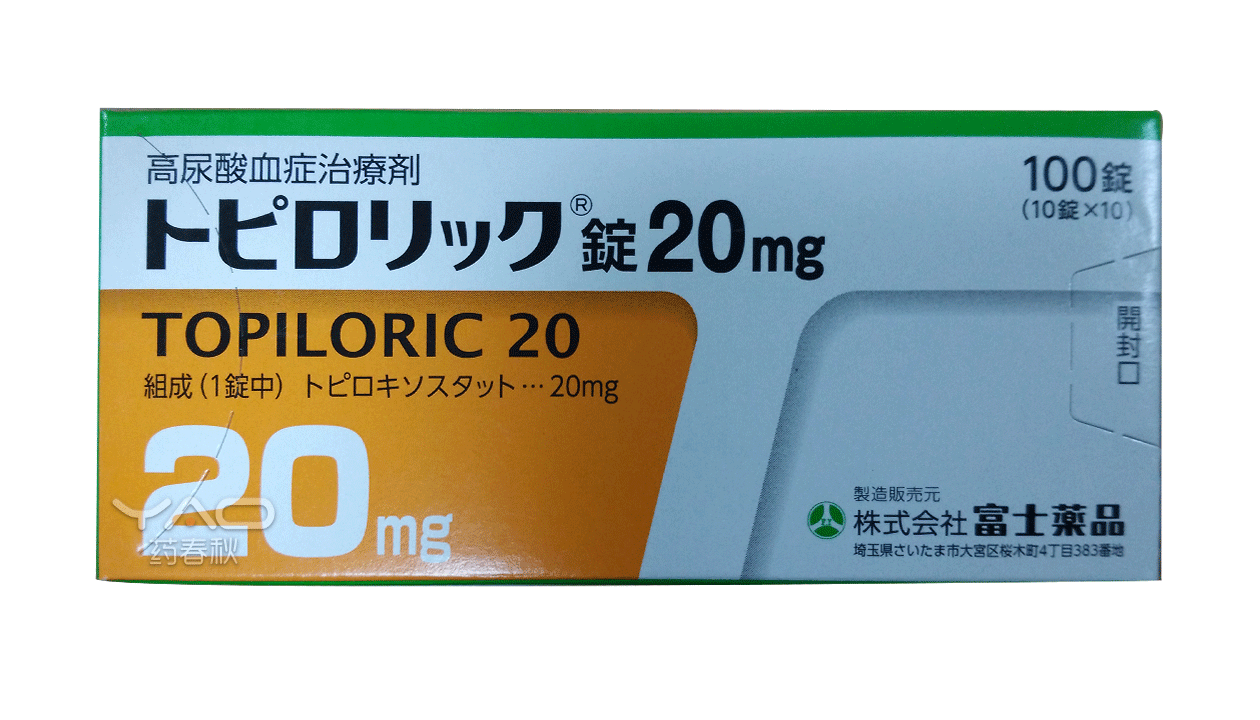 高尿酸血症治療剤
トピロリック®錠20mg
100錠
(10錠×10)
TOPILORIC 20
組成(1錠中) トピロキソスタット…20mg
20mg
開封口
製造販売元
株式会社 富士薬品
埼玉県さいたま市大宮区桜木町4丁目383番地
YAO
药春秋